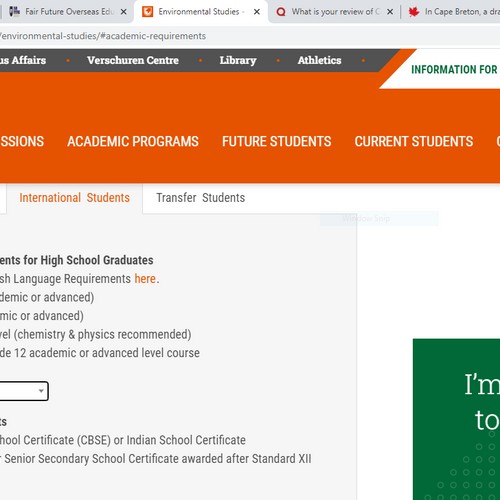 Fair Future Overseas Edu
Environmental Studies -
What is your review of C
In Cape Breton, a dra
/environmental-studies/#academic-requirements
us Affairs
Verschuren Centre
Library
Athletics
INFORMATION FOR
SSIONS
ACADEMIC PROGRAMS
FUTURE STUDENTS
CURRENT STUDENTS
International Students
Transfer Students
ents for High School Graduates
sh Language Requirements here.
demic or advanced)
mic or advanced)
vel (chemistry & physics recommended)
de 12 academic or advanced level course
ts
hool Certificate (CBSE) or Indian School Certificate
r Senior Secondary School Certificate awarded after Standard XII
I'm
to